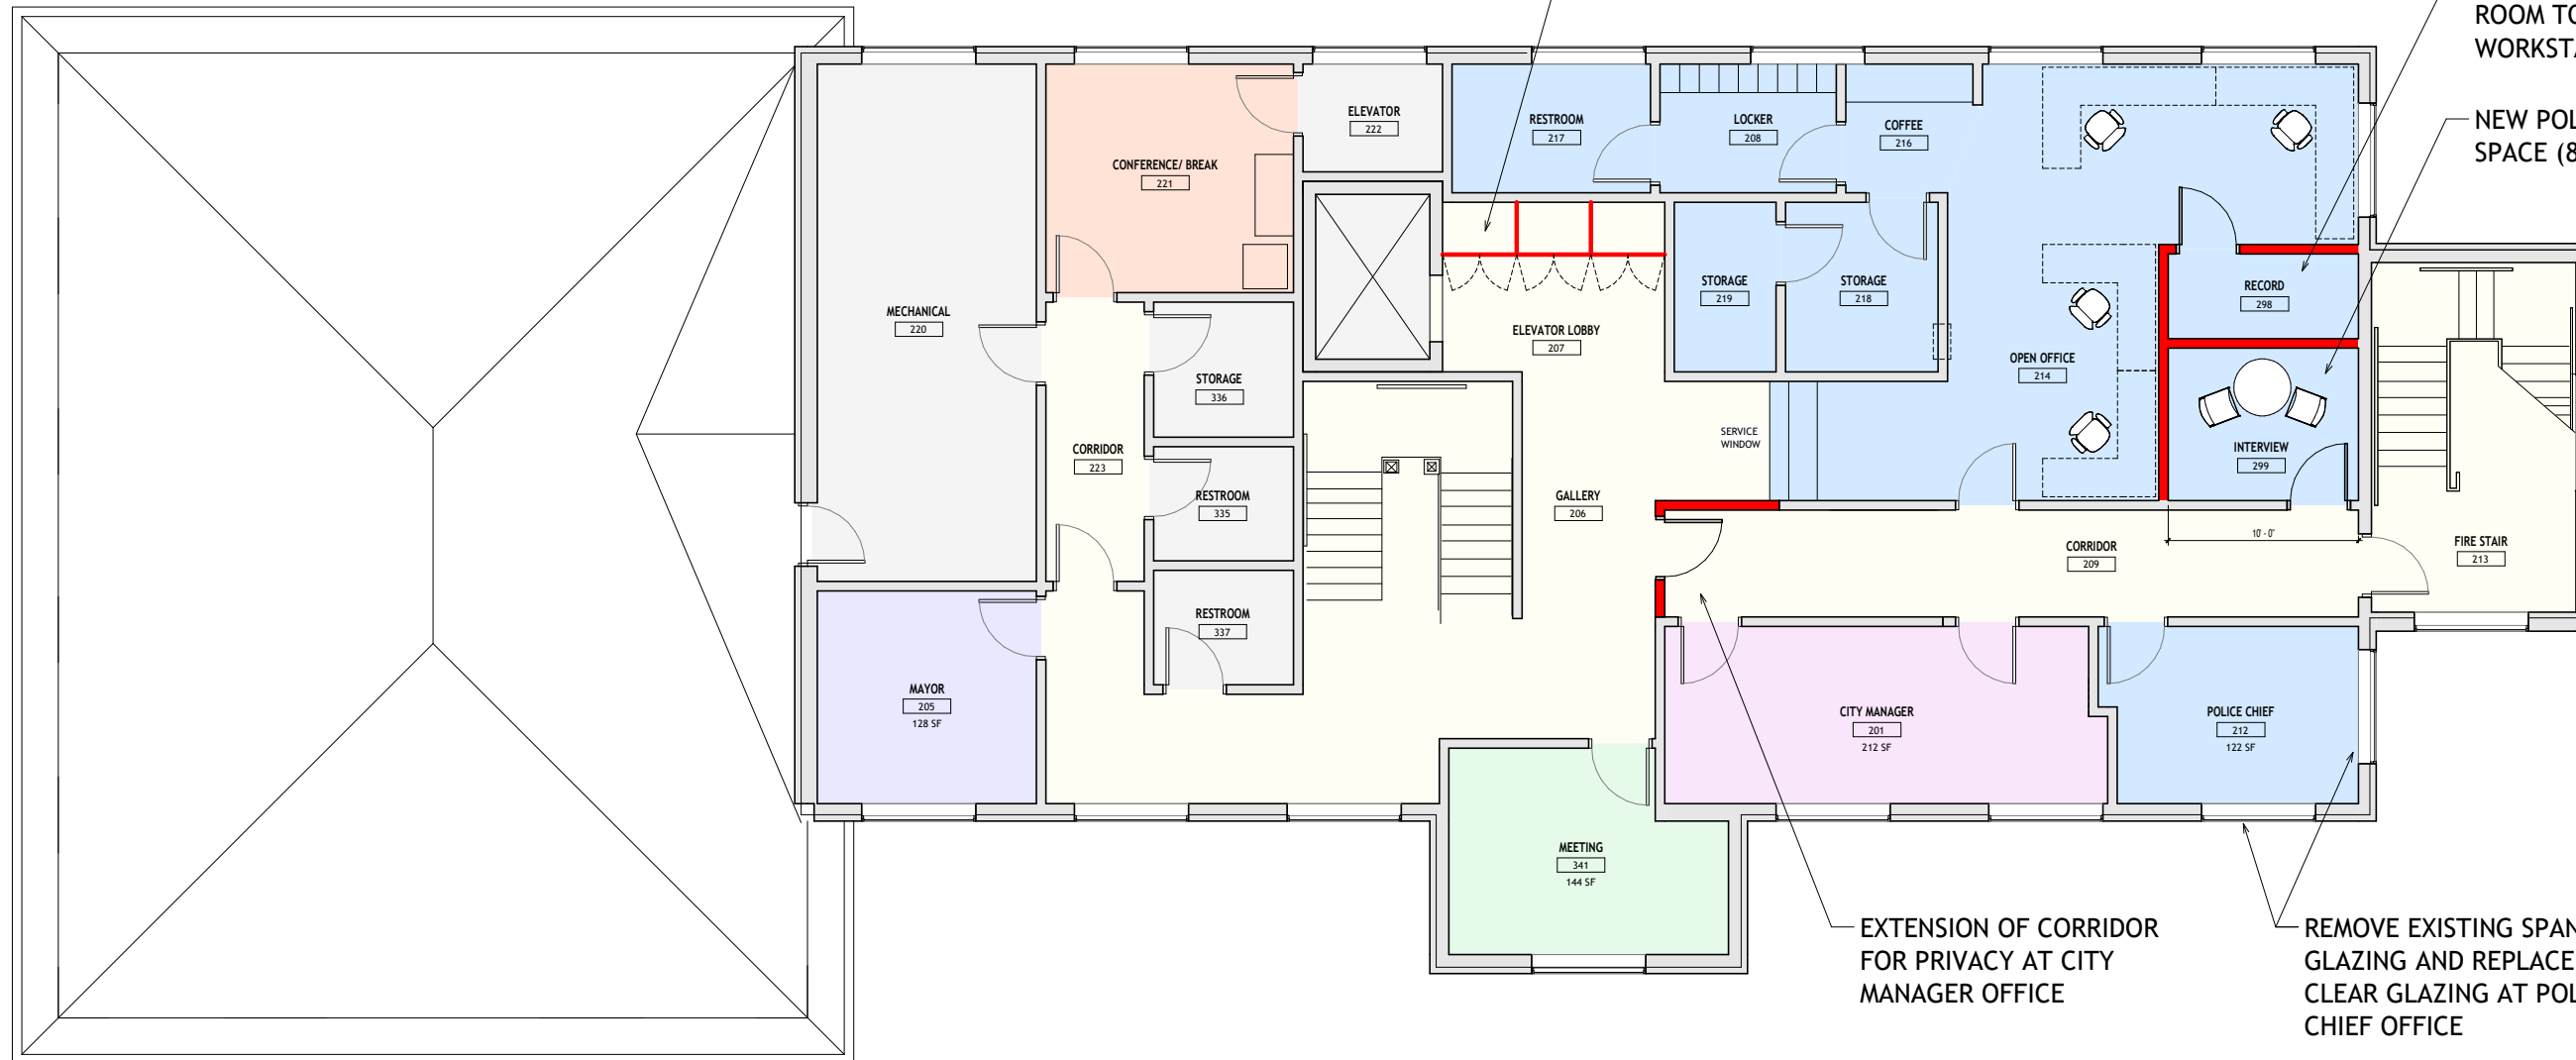 ROOM TO
WORKSTA
NEW POL
SPACE (8
ELEVATOR
222
RESTROOM
217
LOCKER
208
COFFEE
216
CONFERENCE/ BREAK
221
MECHANICAL
220
STORAGE
219
STORAGE
218
RECORD
298
ELEVATOR LOBBY
207
OPEN OFFICE
214
STORAGE
336
SERVICE
WINDOW
INTERVIEW
299
CORRIDOR
223
RESTROOM
335
GALLERY
206
10' - 0"
CORRIDOR
209
FIRE STAIR
213
RESTROOM
337
MAYOR
205
128 SF
CITY MANAGER
201
212 SF
POLICE CHIEF
212
122 SF
MEETING
341
144 SF
EXTENSION OF CORRIDOR
FOR PRIVACY AT CITY
MANAGER OFFICE
REMOVE EXISTING SPAN
GLAZING AND REPLACE
CLEAR GLAZING AT POL
CHIEF OFFICE